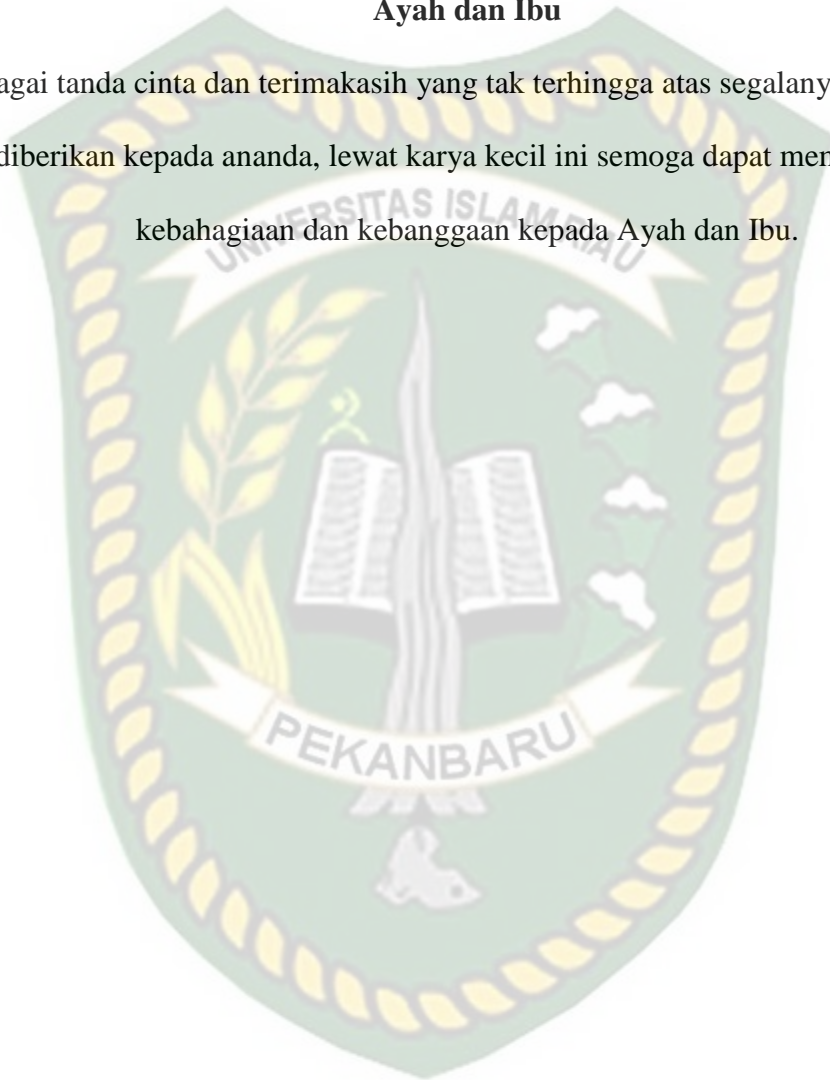 Ayah dan Ibu
agai tanda cinta dan terimakasih yang tak terhingga atas segalany
diberikan kepada ananda, lewat karya kecil ini semoga dapat mem
kebahagiaan dan kebanggaan kepada Ayah dan Ibu.
UNIVERSITAS ISLAM RIAU
PEKANBARU